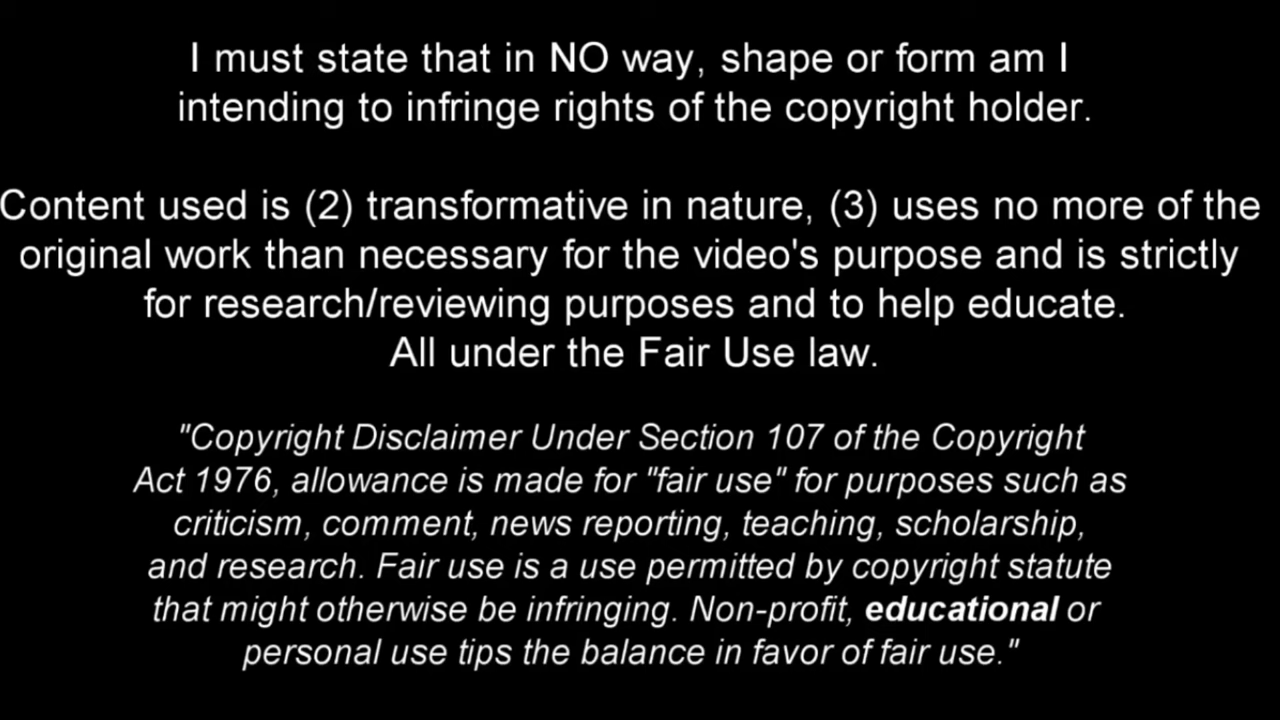 I must state that in NO way, shape or form am I
intending to infringe rights of the copyright holder.
Content used is (2) transformative in nature, (3) uses no more of the
original work than necessary for the video's purpose and is strictly
for research/reviewing purposes and to help educate.
All under the Fair Use law.
"Copyright Disclaimer Under Section 107 of the Copyright
Act 1976, allowance is made for "fair use" for purposes such as
criticism, comment, news reporting, teaching, scholarship,
and research. Fair use is a use permitted by copyright statute
that might otherwise be infringing. Non-profit, educational or
personal use tips the balance in favor of fair use."